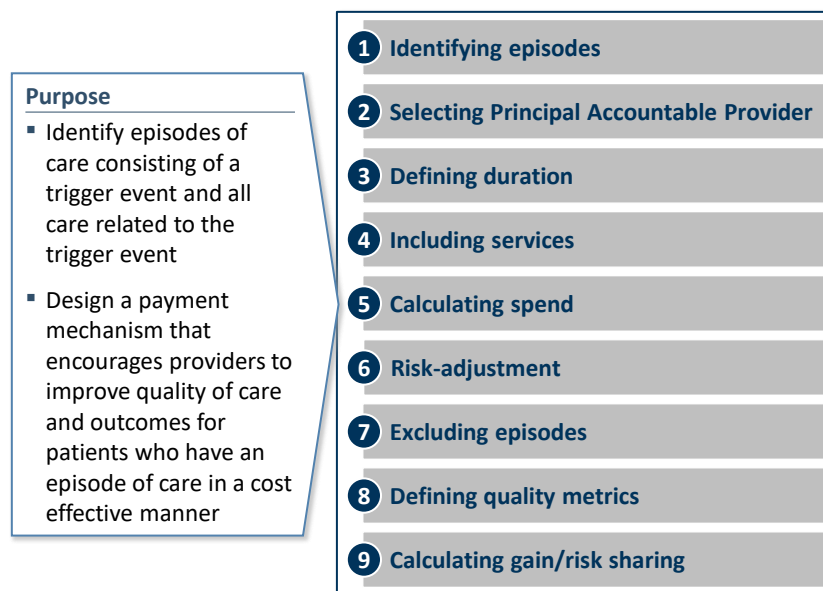 Purpose
▪ Identify episodes of
care consisting of a
trigger event and all
care related to the
trigger event
▪ Design a payment
mechanism that
encourages providers to
improve quality of care
and outcomes for
patients who have an
episode of care in a cost
effective manner
1 Identifying episodes
2 Selecting Principal Accountable Provider
3 Defining duration
4 Including services
5 Calculating spend
6 Risk-adjustment
7 Excluding episodes
8 Defining quality metrics
9 Calculating gain/risk sharing